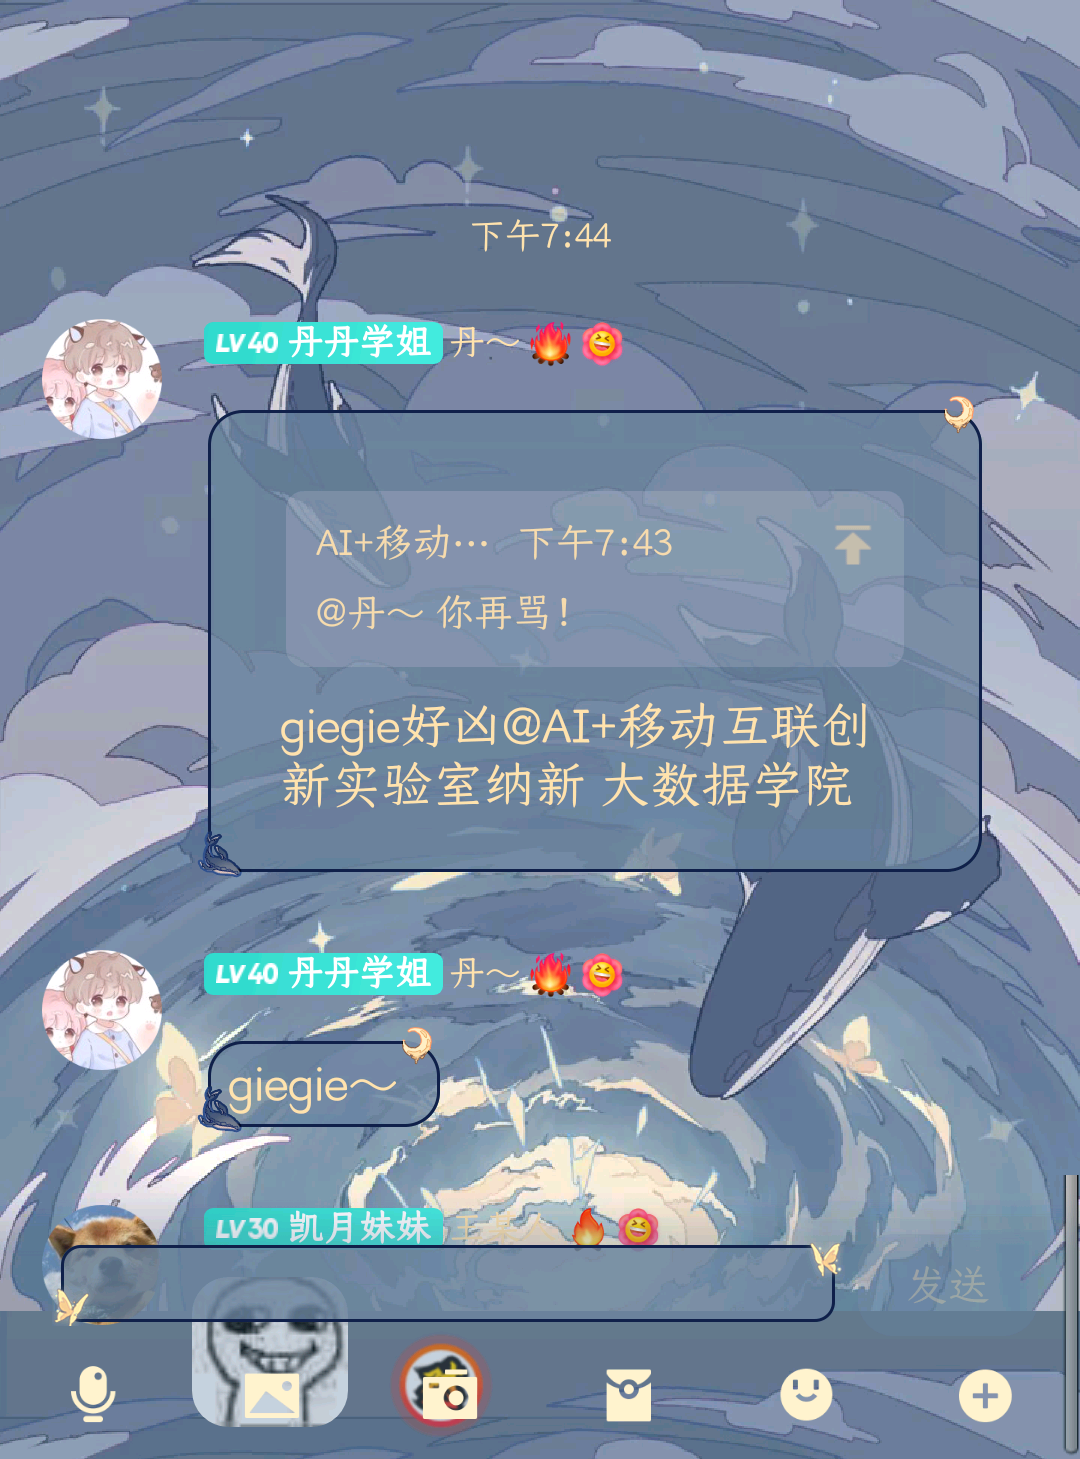 下午7:44
LV40 丹丹学姐 丹～
AI+移动… 下午7:43
@丹～ 你再骂！
giegie好凶@AI+移动互联创
新实验室纳新 大数据学院
LV40 丹丹学姐 丹～
giegie～
LV30 凯月妹妹
发送